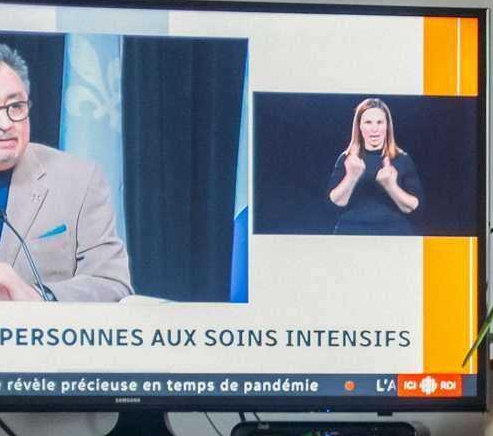 PERSONNES AUX SOINS INTENSIFS
révèle précieuse en temps de pandémie L'A ICI RDI
SAMSUNG